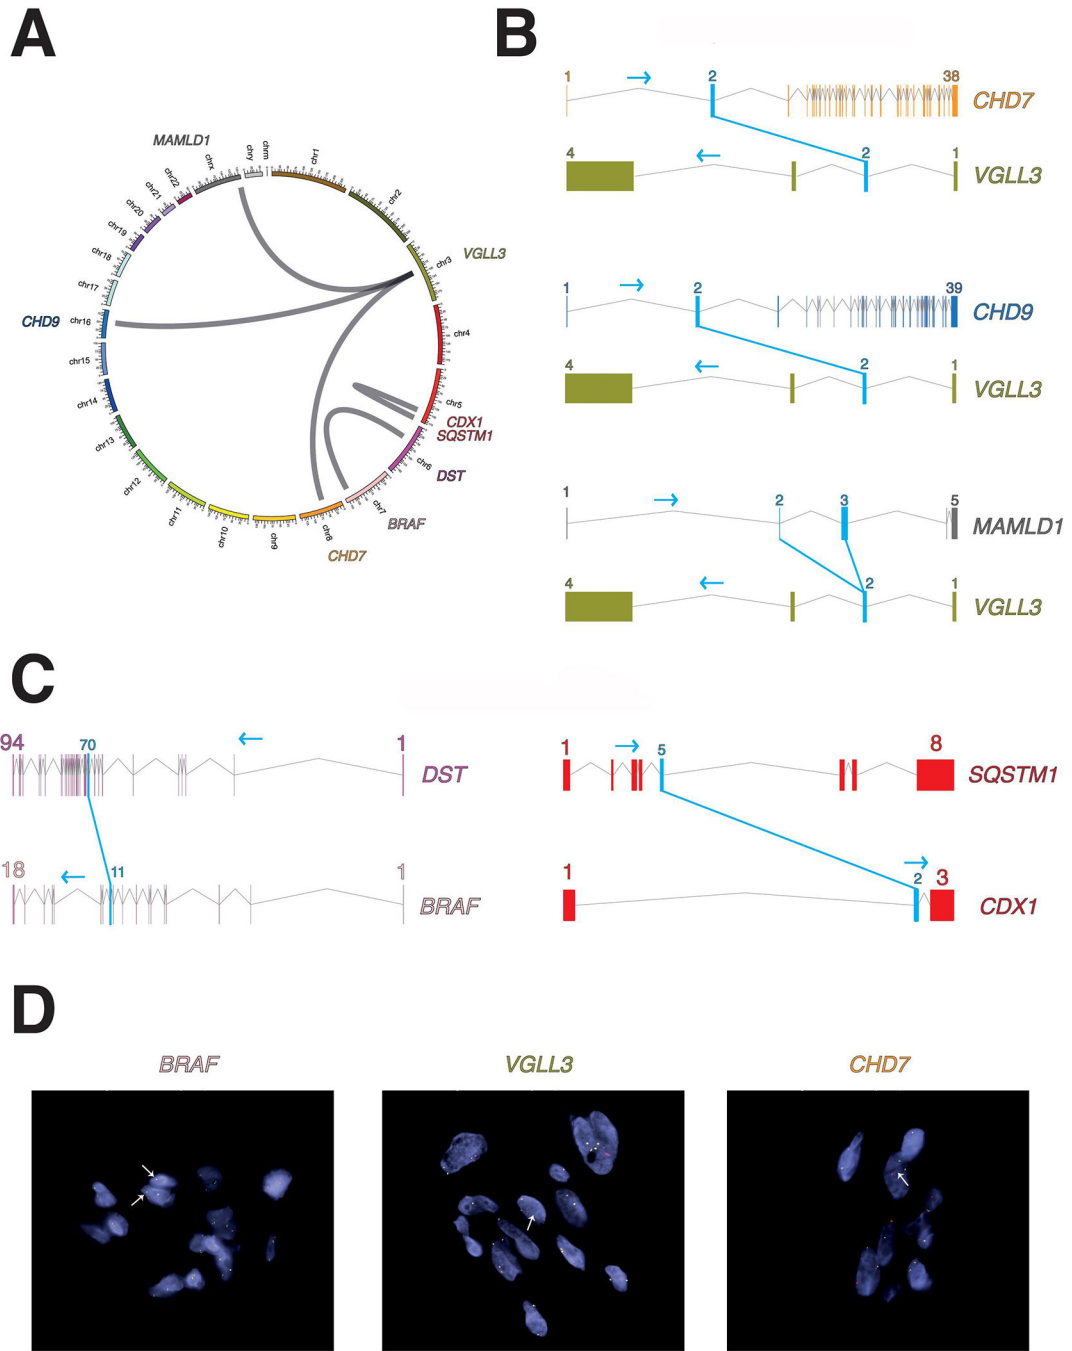 A
MAMLD1
chrx
chry
chrm
chr1
chr2
VGLL3
chr3
chr4
chr5
CDX1
SQSTM1
chr6
DST
chr7
BRAF
chr8
CHD7
chr9
chr10
chr11
chr12
chr13
chr14
chr15
CHD9
chr16
chr17
chr18
chr19
chr20
chr21
chr22
B
1 2 38 CHD7
4 2 1 VGLL3
1 2 39 CHD9
4 2 1 VGLL3
1 2 3 5 MAMLD1
4 2 1 VGLL3
C
94 70 1 DST
18 11 1 BRAF
1 5 8 SQSTM1
1 2 3 CDX1
D
BRAF VGLL3 CHD7